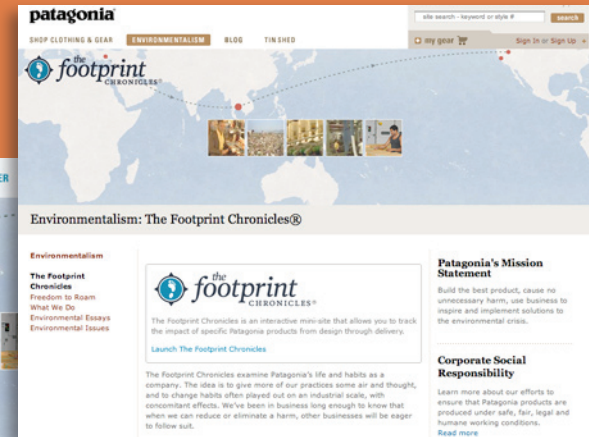 patagonia®
site search - keyword or style #
search
SHOP CLOTHING & GEAR
ENVIRONMENTALISM
BLOG
TIN SHED
my gear
Sign In or Sign Up +
the
footprint
CHRONICLES®
Environmentalism: The Footprint Chronicles®
Environmentalism
The Footprint
Chronicles
Freedom to Roam
What We Do
Environmental Essays
Environmental Issues
the
footprint
CHRONICLES®
The Footprint Chronicles is an interactive mini-site that allows you to track
the impact of specific Patagonia products from design through delivery.
Launch The Footprint Chronicles
The Footprint Chronicles examine Patagonia's life and habits as a
company. The idea is to give more of our practices some air and thought,
and to change habits often played out on an industrial scale, with
concomitant effects. We've been in business long enough to know that
when we can reduce or eliminate a harm, other businesses will be eager
to follow suit.
Patagonia's Mission
Statement
Build the best product, cause no
unnecessary harm, use business to
inspire and implement solutions to
the environmental crisis.
Corporate Social
Responsibility
Learn more about our efforts to
ensure that Patagonia products are
produced under safe, fair, legal and
humane working conditions.
Read more